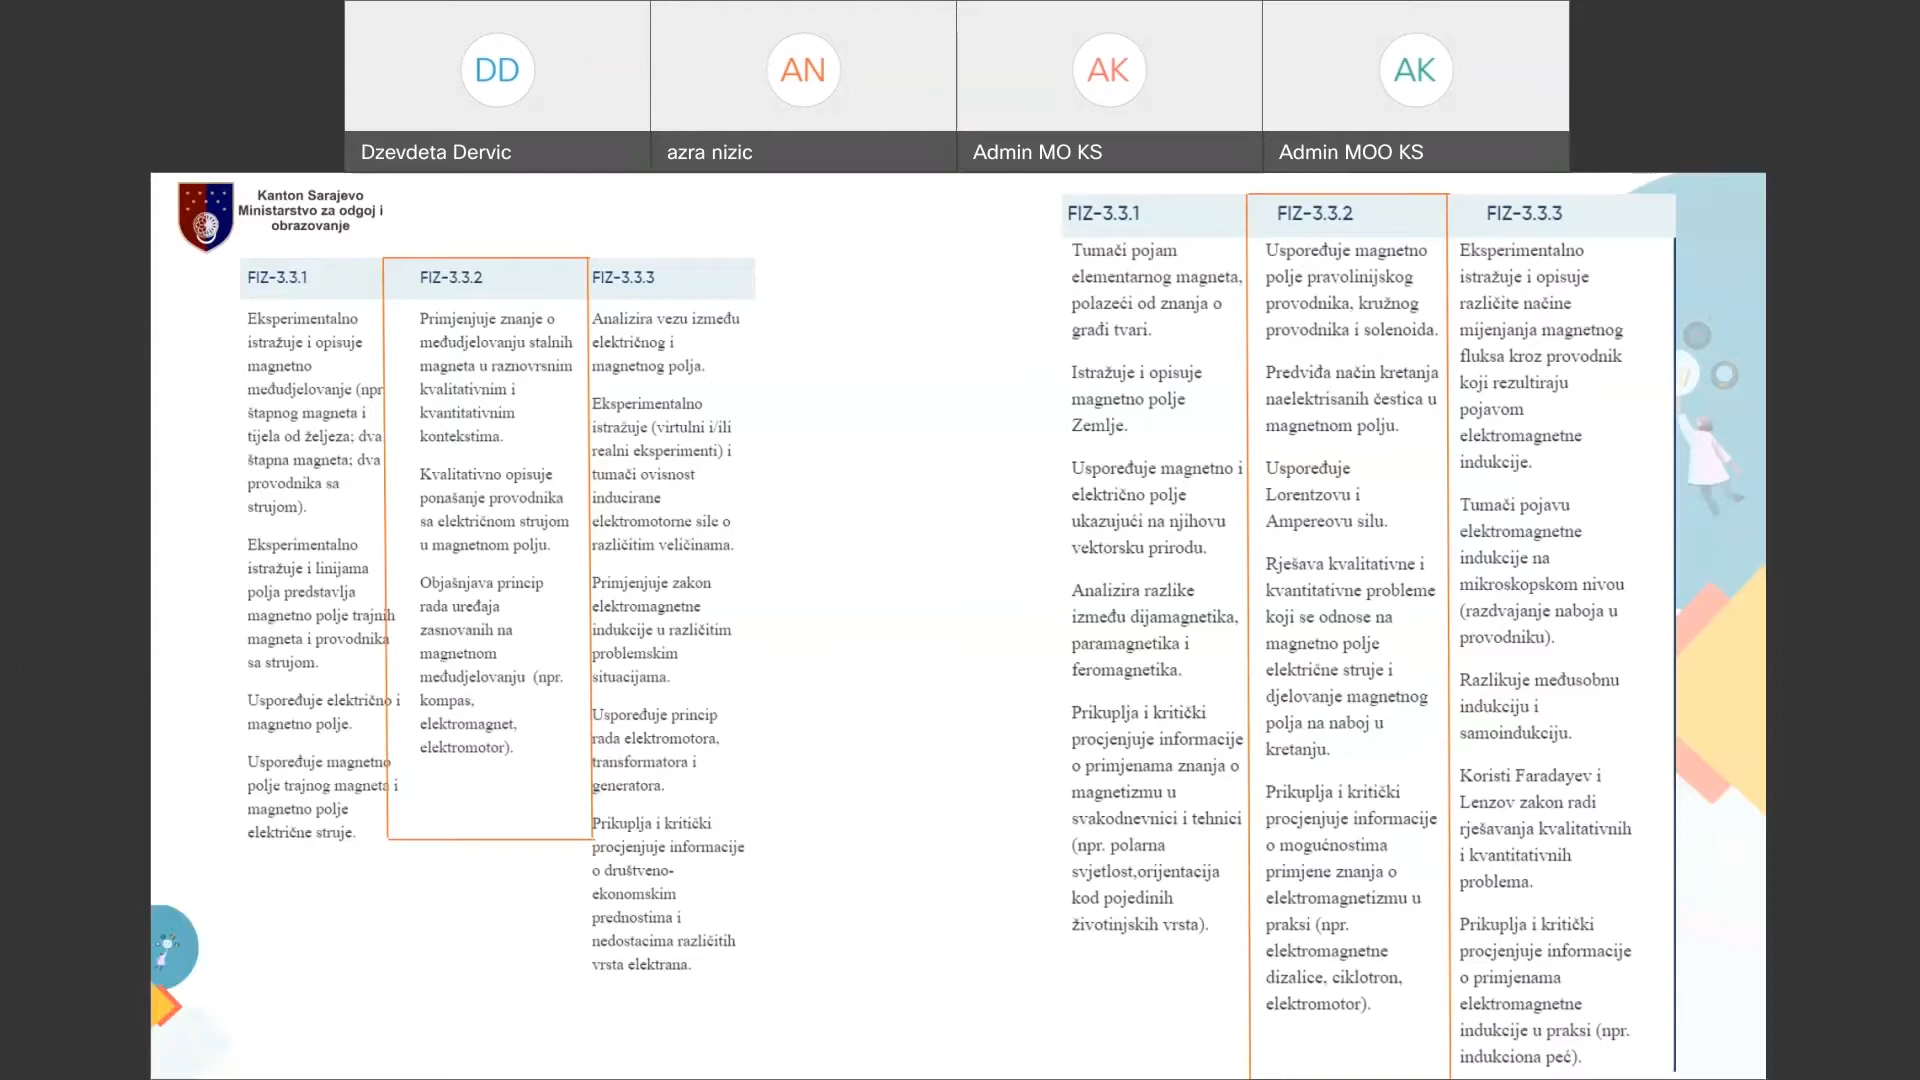 DD
AN
AK
AK
Dzevdeta Dervic
azra nizic
Admin MO KS
Admin MOO KS
Kanton Sarajevo
Ministarstvo za odgoj i
obrazovanje
FIZ-3.3.1
Eksperimentalno
istražuje i opisuje
magnetno
međudjelovanje (npr
štapnog magneta i
tijela od željeza; dva
štapna magneta; dva
provodnika sa
strujom).
Eksperimentalno
istražuje i linijama
polja predstavlja
magnetno polje trajnih
magneta i provodnika
sa strujom.
Uspoređuje električno i
magnetno polje.
Uspoređuje magnetno
polje trajnog magneta i
magnetno polje
električne struje.
FIZ-3.3.2
Primjenjuje znanje o
međudjelovanju stalnih
magneta u raznovrsnim
kvalitativnim i
kvantitativnim
kontekstima.
Kvalitativno opisuje
ponašanje provodnika
sa električnom strujom
u magnetnom polju.
Objašnjava princip
rada uređaja
zasnovanih na
magnetnom
međudjelovanju (npr.
kompas,
elektromagnet,
elektromotor).
FIZ-3.3.3
Analizira vezu između
električnog i
magnetnog polja.
Eksperimentalno
istražuje (virtulni i/ili
realni eksperimenti) i
tumači ovisnost
inducirane
elektromotorne sile o
različitim veličinama.
Primjenjuje zakon
elektromagnetne
indukcije u različitim
problemskim
situacijama.
Uspoređuje princip
rada elektromotora,
transformatora i
generatora.
Prikuplja i kritički
procjenjuje informacije
o društveno-
ekonomskim
prednostima i
nedostacima različitih
vrsta elektrana.
FIZ-3.3.1
Tumači pojam
elementarnog magneta,
polazeći od znanja o
građi tvari.
Istražuje i opisuje
magnetno polje
Zemlje.
Uspoređuje magnetno i
električno polje
ukazujući na njihovu
vektorsku prirodu.
Analizira razlike
između dijamagnetika,
paramagnetika i
feromagnetika.
Prikuplja i kritički
procjenjuje informacije
o primjenama znanja o
magnetizmu u
svakodnevnici i tehnici
(npr. polarna
svjetlost,orijentacija
kod pojedinih
životinjskih vrsta).
FIZ-3.3.2
Uspoređuje magnetno
polje pravolinijskog
provodnika, kružnog
provodnika i solenoida.
Predviđa način kretanja
naelektrisanih čestica u
magnetnom polju.
Uspoređuje
Lorentzovu i
Ampereovu silu.
Rješava kvalitativne i
kvantitativne probleme
koji se odnose na
magnetno polje
električne struje i
djelovanje magnetnog
polja na naboj u
kretanju.
Prikuplja i kritički
procjenjuje informacije
o mogućnostima
primjene znanja o
elektromagnetizmu u
praksi (npr.
elektromagnetne
dizalice, ciklotron,
elektromotor).
FIZ-3.3.3
Eksperimentalno
istražuje i opisuje
različite načine
mijenjanja magnetnog
fluksa kroz provodnik
koji rezultiraju
pojavom
elektromagnetne
indukcije.
Tumači pojavu
elektromagnetne
indukcije na
mikroskopskom nivou
(razdvajanje naboja u
provodniku).
Razlikuje međusobnu
indukciju i
samoindukciju.
Koristi Faradayev i
Lenzov zakon radi
rješavanja kvalitativnih
i kvantitativnih
problema.
Prikuplja i kritički
procjenjuje informacije
o primjenama
elektromagnetne
indukcije u praksi (npr.
indukciona peć).